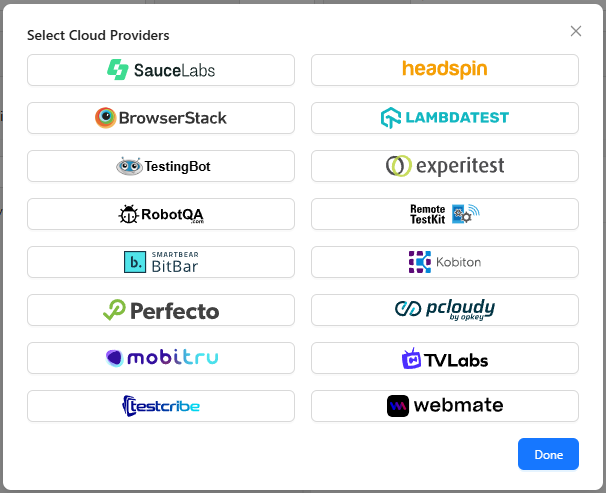 Select Cloud Providers
SauceLabs
headspin
BrowserStack
LAMBDATEST
TestingBot
experitest
RobotQA
.com
Remote
TestKit
b.
SMARTBEAR
BitBar
Kobiton
Perfecto
pcloudy
by opkey
mobitru
TVLabs
testcribe
webmate
Done